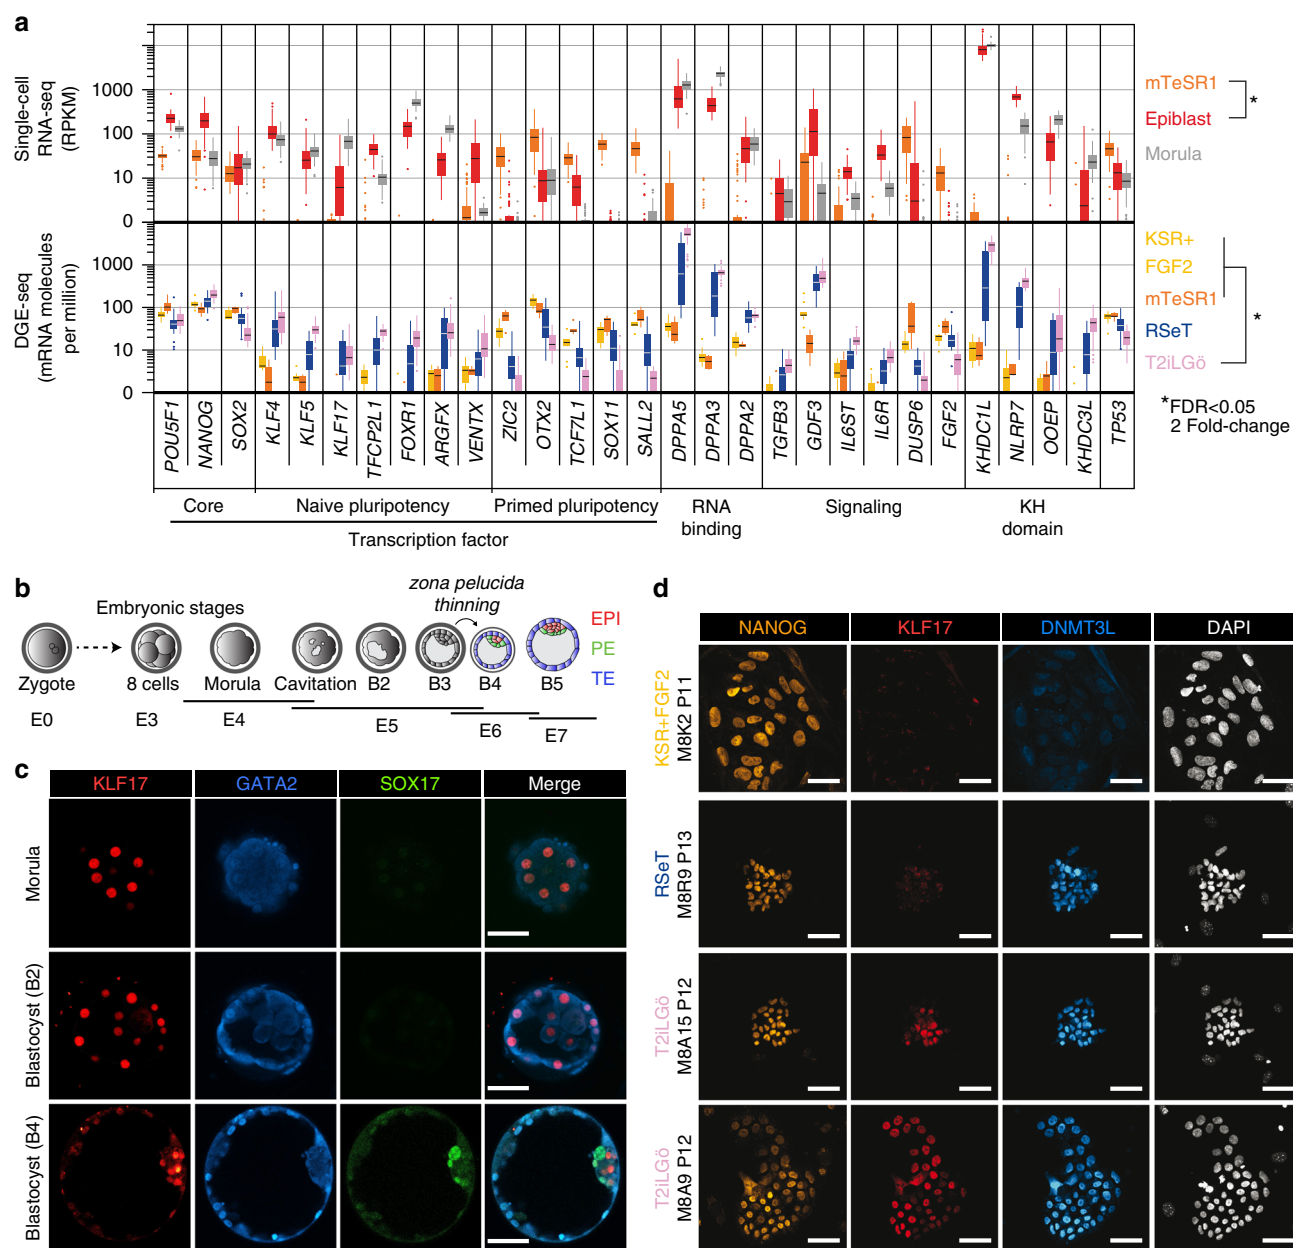 a
Single-cell
RNA-seq
(RPKM)
1000
100
10
0
mTeSR1
*
Epiblast
Morula
DGE-seq
(mRNA molecules
per million)
1000
100
10
0
KSR+
FGF2
mTeSR1
*
RSeT
T2iLGö
*FDR<0.05
2 Fold-change
POU5F1
NANOG
SOX2
KLF4
KLF5
KLF17
TFCP2L1
FOXR1
ARGFX
VENTX
ZIC2
OTX2
TCF7L1
SOX11
SALL2
DPPA5
DPPA3
DPPA2
TGFB3
GDF3
IL6ST
IL6R
DUSP6
FGF2
KHDC1L
NLRP7
OOEP
KHDC3L
TP53
Core
Naive pluripotency
Primed pluripotency
RNA
binding
Signaling
KH
domain
Transcription factor
b
Embryonic stages
zona pelucida
thinning
EPI
PE
TE
Zygote
8 cells
Morula
Cavitation
B2
B3
B4
B5
E0
E3
E4
E5
E6
E7
c
KLF17
GATA2
SOX17
Merge
Morula
Blastocyst (B2)
Blastocyst (B4)
d
NANOG
KLF17
DNMT3L
DAPI
KSR+FGF2
M8K2 P11
RSeT
M8R9 P13
T2iLGö
M8A15 P12
T2iLGö
M8A9 P12